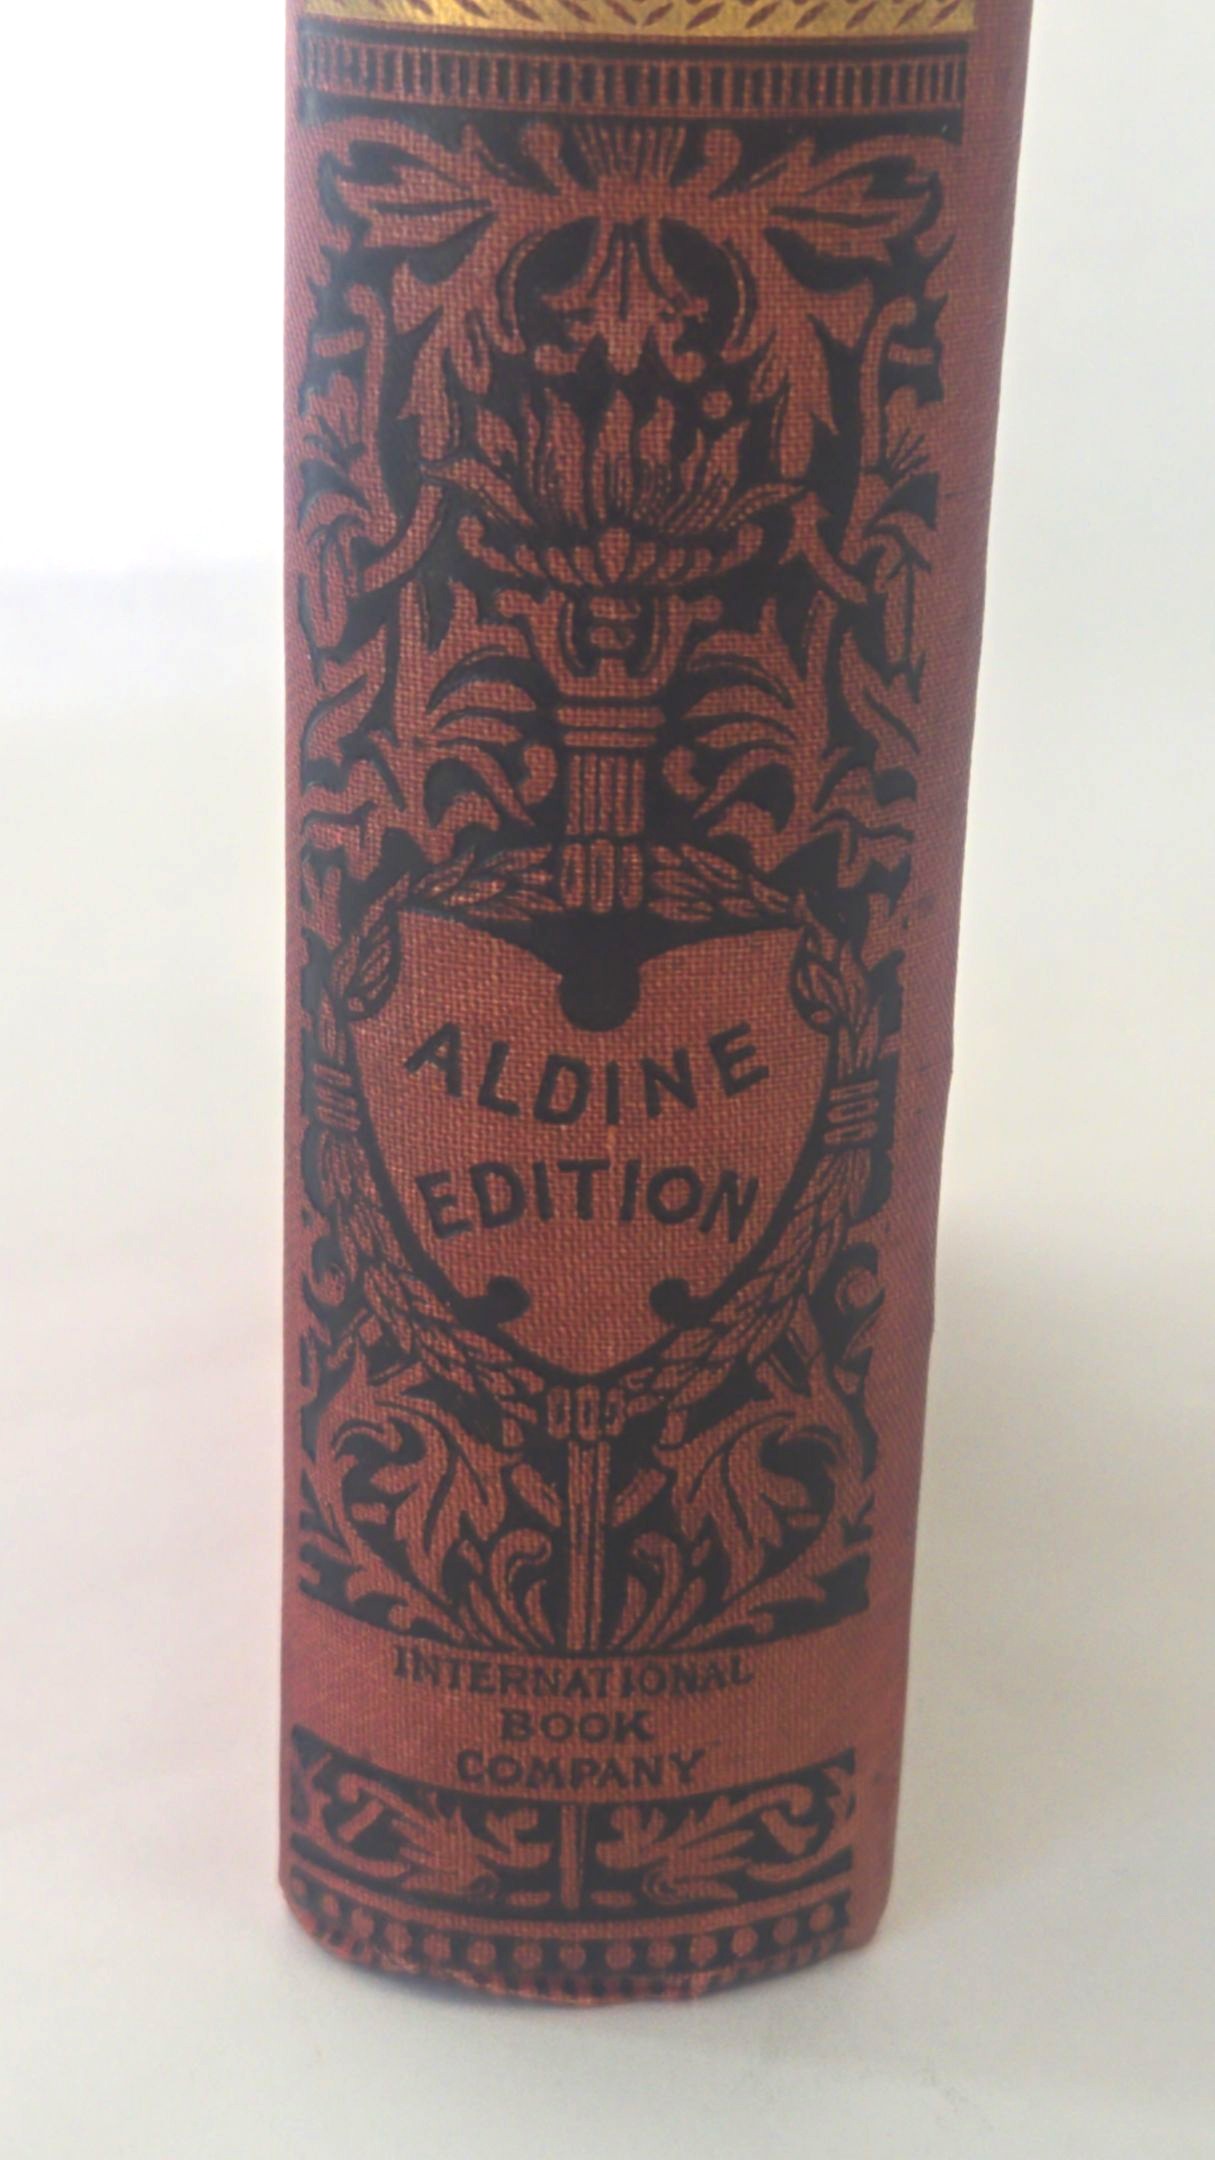 ALDINE
EDITION
INTERNATIONAL
BOOK
COMPANY